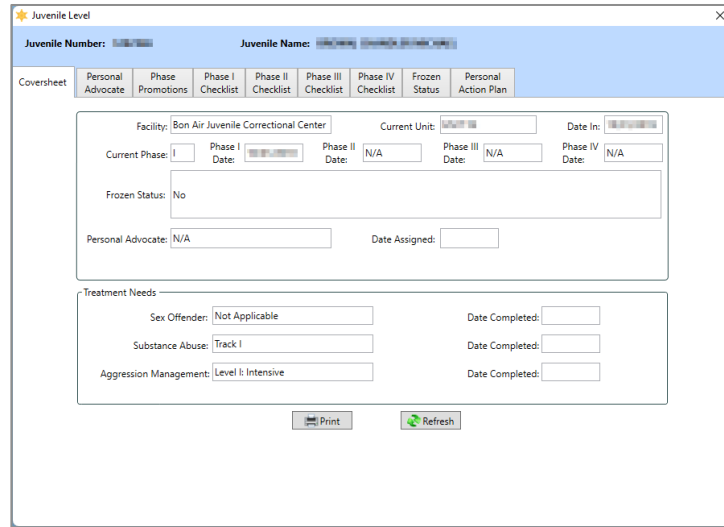 Juvenile Level
Juvenile Number: Juvenile Name:
Coversheet Personal Advocate Phase Promotions Phase I Checklist Phase II Checklist Phase III Checklist Phase IV Checklist Frozen Status Personal Action Plan
Facility: Bon Air Juvenile Correctional Center Current Unit: Date In:
Current Phase: I Phase I Date: Phase II Date: N/A Phase III Date: N/A Phase IV Date: N/A
Frozen Status: No
Personal Advocate: N/A Date Assigned:
Treatment Needs
Sex Offender: Not Applicable Date Completed:
Substance Abuse: Track I Date Completed:
Aggression Management: Level I: Intensive Date Completed:
Print Refresh